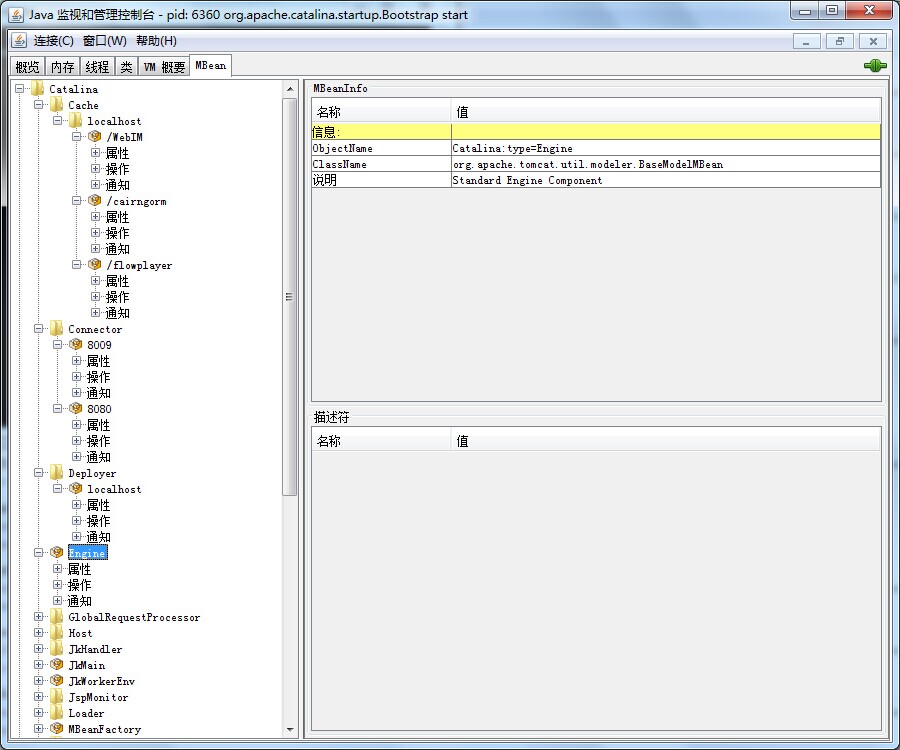 Java 监视和管理控制台 - pid: 6360 org.apache.catalina.startup.Bootstrap start
连接(C) 窗口(W) 帮助(H)
概览 内存 线程 类 VM 概要 MBean
Catalina
Cache
localhost
/WebIM
属性
操作
通知
/cairngorm
属性
操作
通知
/flowplayer
属性
操作
通知
Connector
8009
属性
操作
通知
8080
属性
操作
通知
Deployer
localhost
属性
操作
通知
Engine
属性
操作
通知
GlobalRequestProcessor
Host
JkHandler
JkMain
JkWorkerEnv
JspMonitor
Loader
MBeanFactory
MBeanInfo
名称 值
信息:
ObjectName Catalina:type=Engine
ClassName org.apache.tomcat.util.modeler.BaseModelMBean
说明 Standard Engine Component
描述符
名称 值